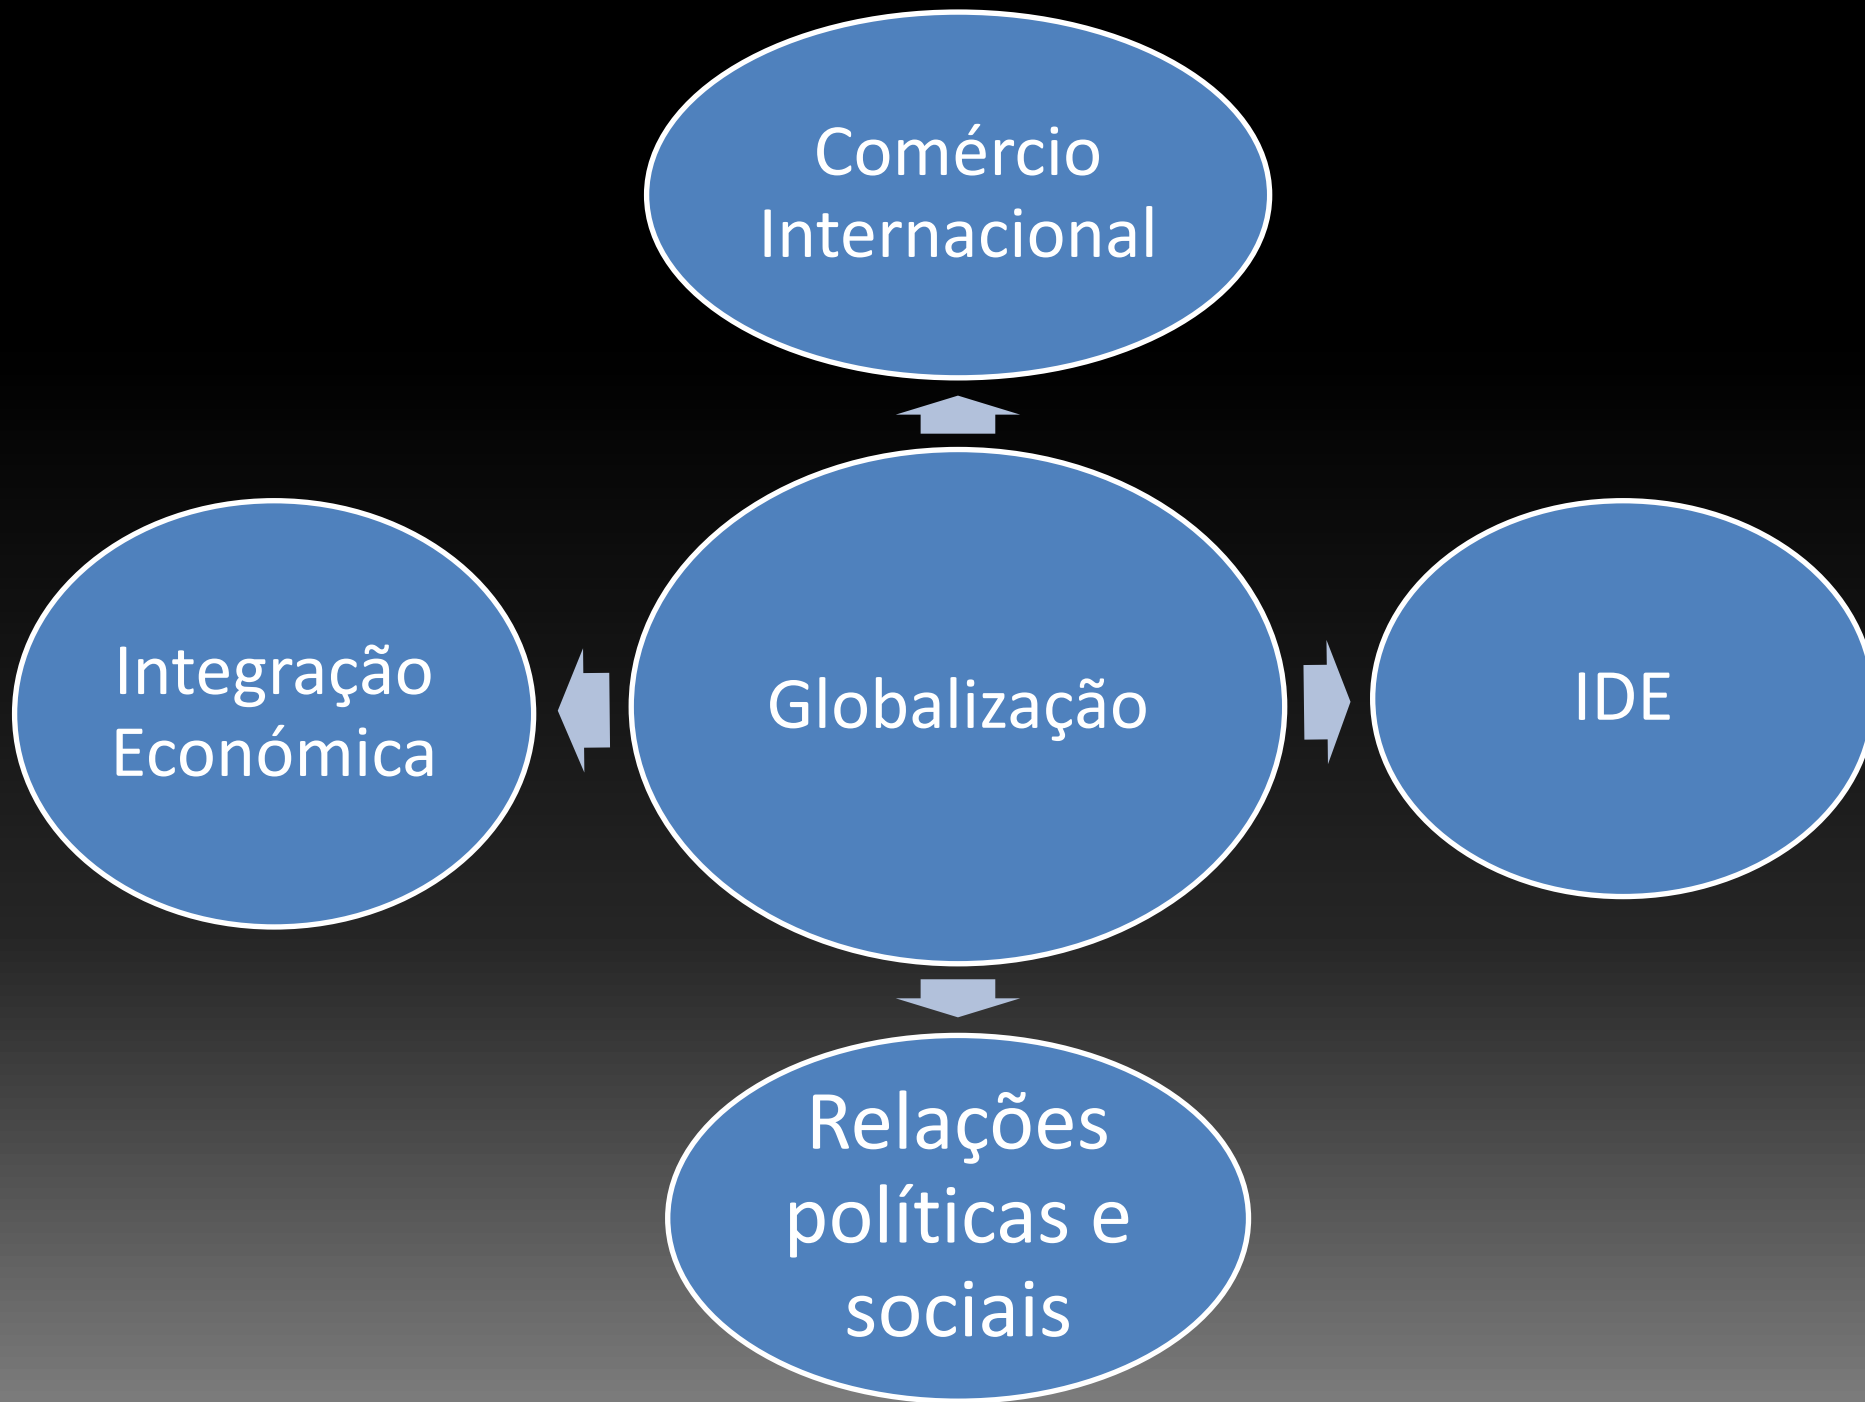 Comércio
Internacional
Integração
Económica
Globalização
IDE
Relações
políticas e
sociais